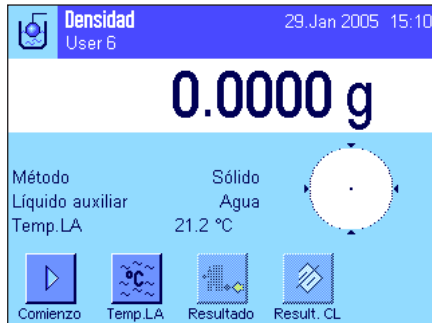 Densidad 29.Jan 2005 15:10
User 6
0.0000 g
Método Sólido
Líquido auxiliar Agua
Temp.LA 21.2 °C
°C
Comienzo Temp.LA Resultado Result. CL